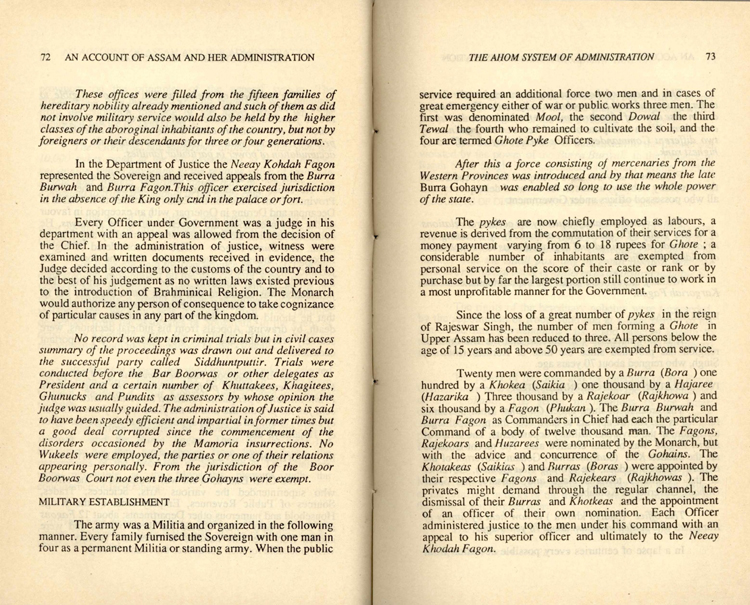 72 AN ACCOUNT OF ASSAM AND HER ADMINISTRATION
These offices were filled from the fifteen families of
hereditary nobility already mentioned and such of them as did
not involve military service would also be held by the higher
classes of the aboroginal inhabitants of the country, but not by
foreigners or their descendants for three or four generations.
In the Department of Justice the Neeay Kohdah Fagon
represented the Sovereign and received appeals from the Burra
Burwah and Burra Fagon.This officer exercised jurisdiction
in the absence of the King only and in the palace or fort.
Every Officer under Government was a judge in his
department with an appeal was allowed from the decision of
the Chief. In the administration of justice, witness were
examined and written documents received in evidence, the
Judge decided according to the customs of the country and to
the best of his judgement as no written laws existed previous
to the introduction of Brahminical Religion. The Monarch
would authorize any person of consequence to take cognizance
of particular causes in any part of the kingdom.
No record was kept in criminal trials but in civil cases
summary of the proceedings was drawn out and delivered to
the successful party called Siddhuntputtir. Trials were
conducted before the Bar Boorwas or other delegates as
President and a certain number of Khuttakees, Khagitees,
Ghunucks and Pundits as assessors by whose opinion the
judge was usually guided. The administration of Justice is said
to have been speedy efficient and impartial in former times but
a good deal corrupted since the commencement of the
disorders occasioned by the Mamoria insurrections. No
Wukeels were employed, the parties or one of their relations
appearing personally. From the jurisdiction of the Boor
Boorwas Court not even the three Gohayns were exempt.
MILITARY ESTABLISHMENT
The army was a Militia and organized in the following
manner. Every family furnised the Sovereign with one man in
four as a permanent Militia or standing army. When the public
THE AHOM SYSTEM OF ADMINISTRATION 73
service required an additional force two men and in cases of
great emergency either of war or public works three men. The
first was denominated Mool, the second Dowal the third
Tewal the fourth who remained to cultivate the soil, and the
four are termed Ghote Pyke Officers.
After this a force consisting of mercenaries from the
Western Provinces was introduced and by that means the late
Burra Gohayn was enabled so long to use the whole power
of the state.
The pykes are now chiefly employed as labours, a
revenue is derived from the commutation of their services for a
money payment varying from 6 to 18 rupees for Ghote ; a
considerable number of inhabitants are exempted from
personal service on the score of their caste or rank or by
purchase but by far the largest portion still continue to work in
a most unprofitable manner for the Government.
Since the loss of a great number of pykes in the reign
of Rajeswar Singh, the number of men forming a Ghote in
Upper Assam has been reduced to three. All persons below the
age of 15 years and above 50 years are exempted from service.
Twenty men were commanded by a Burra (Bora ) one
hundred by a Khokea (Saikia ) one thousand by a Hajaree
(Hazarika ) Three thousand by a Rajekoar (Rajkhowa ) and
six thousand by a Fagon (Phukan ). The Burra Burwah and
Burra Fagon as Commanders in Chief had each the particular
Command of a body of twelve thousand man. The Fagons,
Rajekoars and Huzarees were nominated by the Monarch, but
with the advice and concurrence of the Gohains. The
Khotakeas (Saikias ) and Burras (Boras ) were appointed by
their respective Fagons and Rajekears (Rajkhowas ). The
privates might demand through the regular channel, the
dismissal of their Burras and Khotkeas and the appointment
of an officer of their own nomination. Each Officer
administered justice to the men under his command with an
appeal to his superior officer and ultimately to the Neeay
Khodah Fagon.